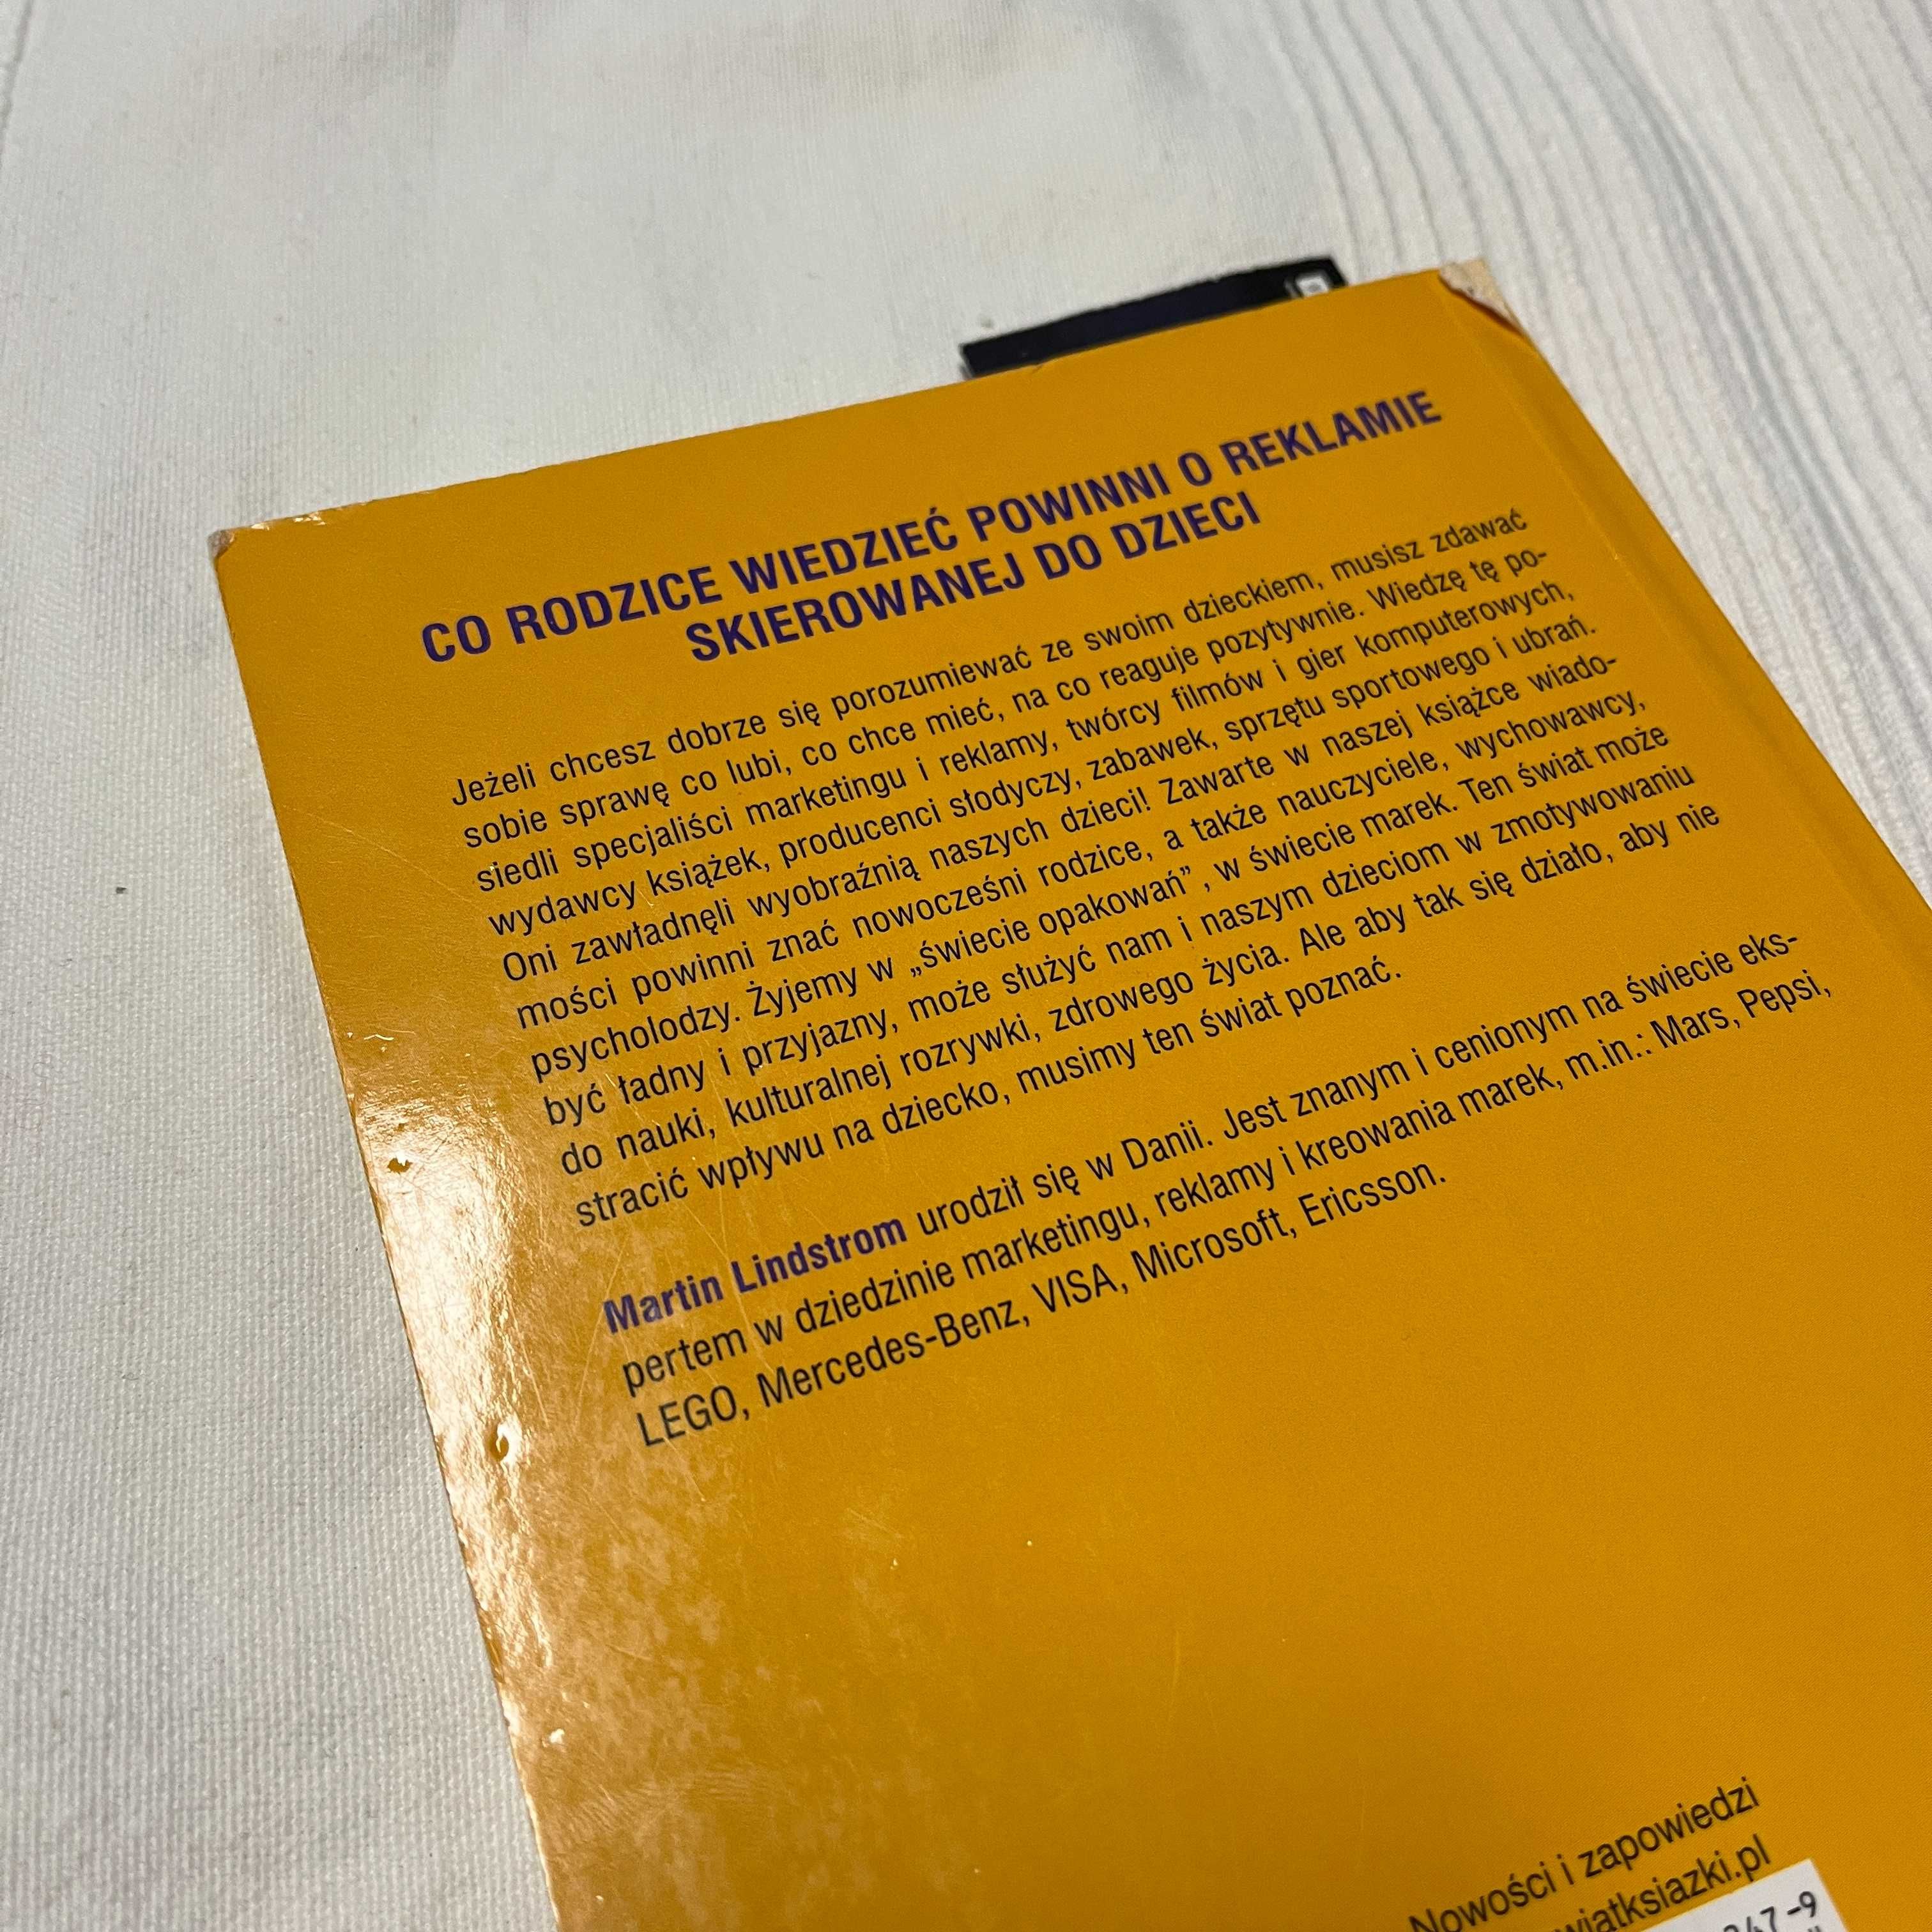 CO RODZICE WIEDZIEĆ POWINNI O REKLAMIE
SKIEROWANEJ DO DZIECI
Jeżeli chcesz dobrze się porozumiewać ze swoim dzieckiem, musisz zdawać
sobie sprawę co lubi, co chce mieć, na co reaguje pozytywnie. Wiedzę tę po-
siedli specjaliści marketingu i reklamy, twórcy filmów i gier komputerowych,
wydawcy książek, producenci słodyczy, zabawek, sprzętu sportowego i ubrań.
Oni zawładnęli wyobraźnią naszych dzieci! Zawarte w naszej książce wiado-
mości powinni znać nowocześni rodzice, a także nauczyciele, wychowawcy,
psycholodzy. Żyjemy w „świecie opakowań”, w świecie marek. Ten świat może
być ładny i przyjazny, może służyć nam i naszym dzieciom w zmotywowaniu
do nauki, kulturalnej rozrywki, zdrowego życia. Ale aby tak się działo, aby nie
stracić wpływu na dziecko, musimy ten świat poznać.
Martin Lindstrom urodził się w Danii. Jest znanym i cenionym na świecie eks-
pertem w dziedzinie marketingu, reklamy i kreowania marek, m.in.: Mars, Pepsi,
LEGO, Mercedes-Benz, VISA, Microsoft, Ericsson.
Nowości i zapowiedzi
wiatksiazki.pl
247-9